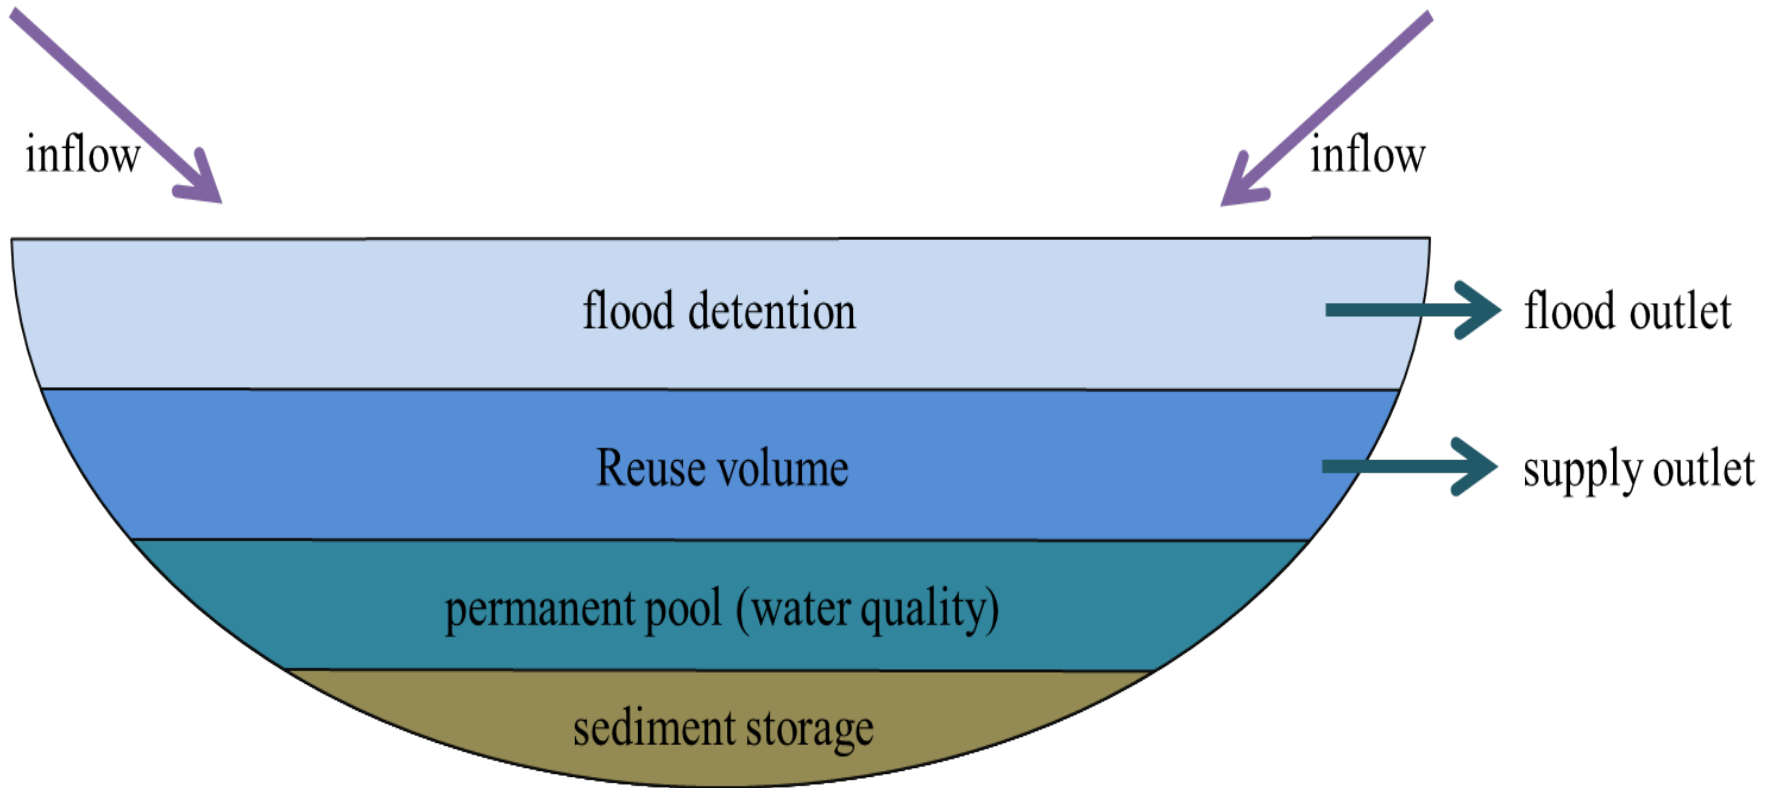 inflow
inflow
flood detention
flood outlet
Reuse volume
supply outlet
permanent pool (water quality)
sediment storage